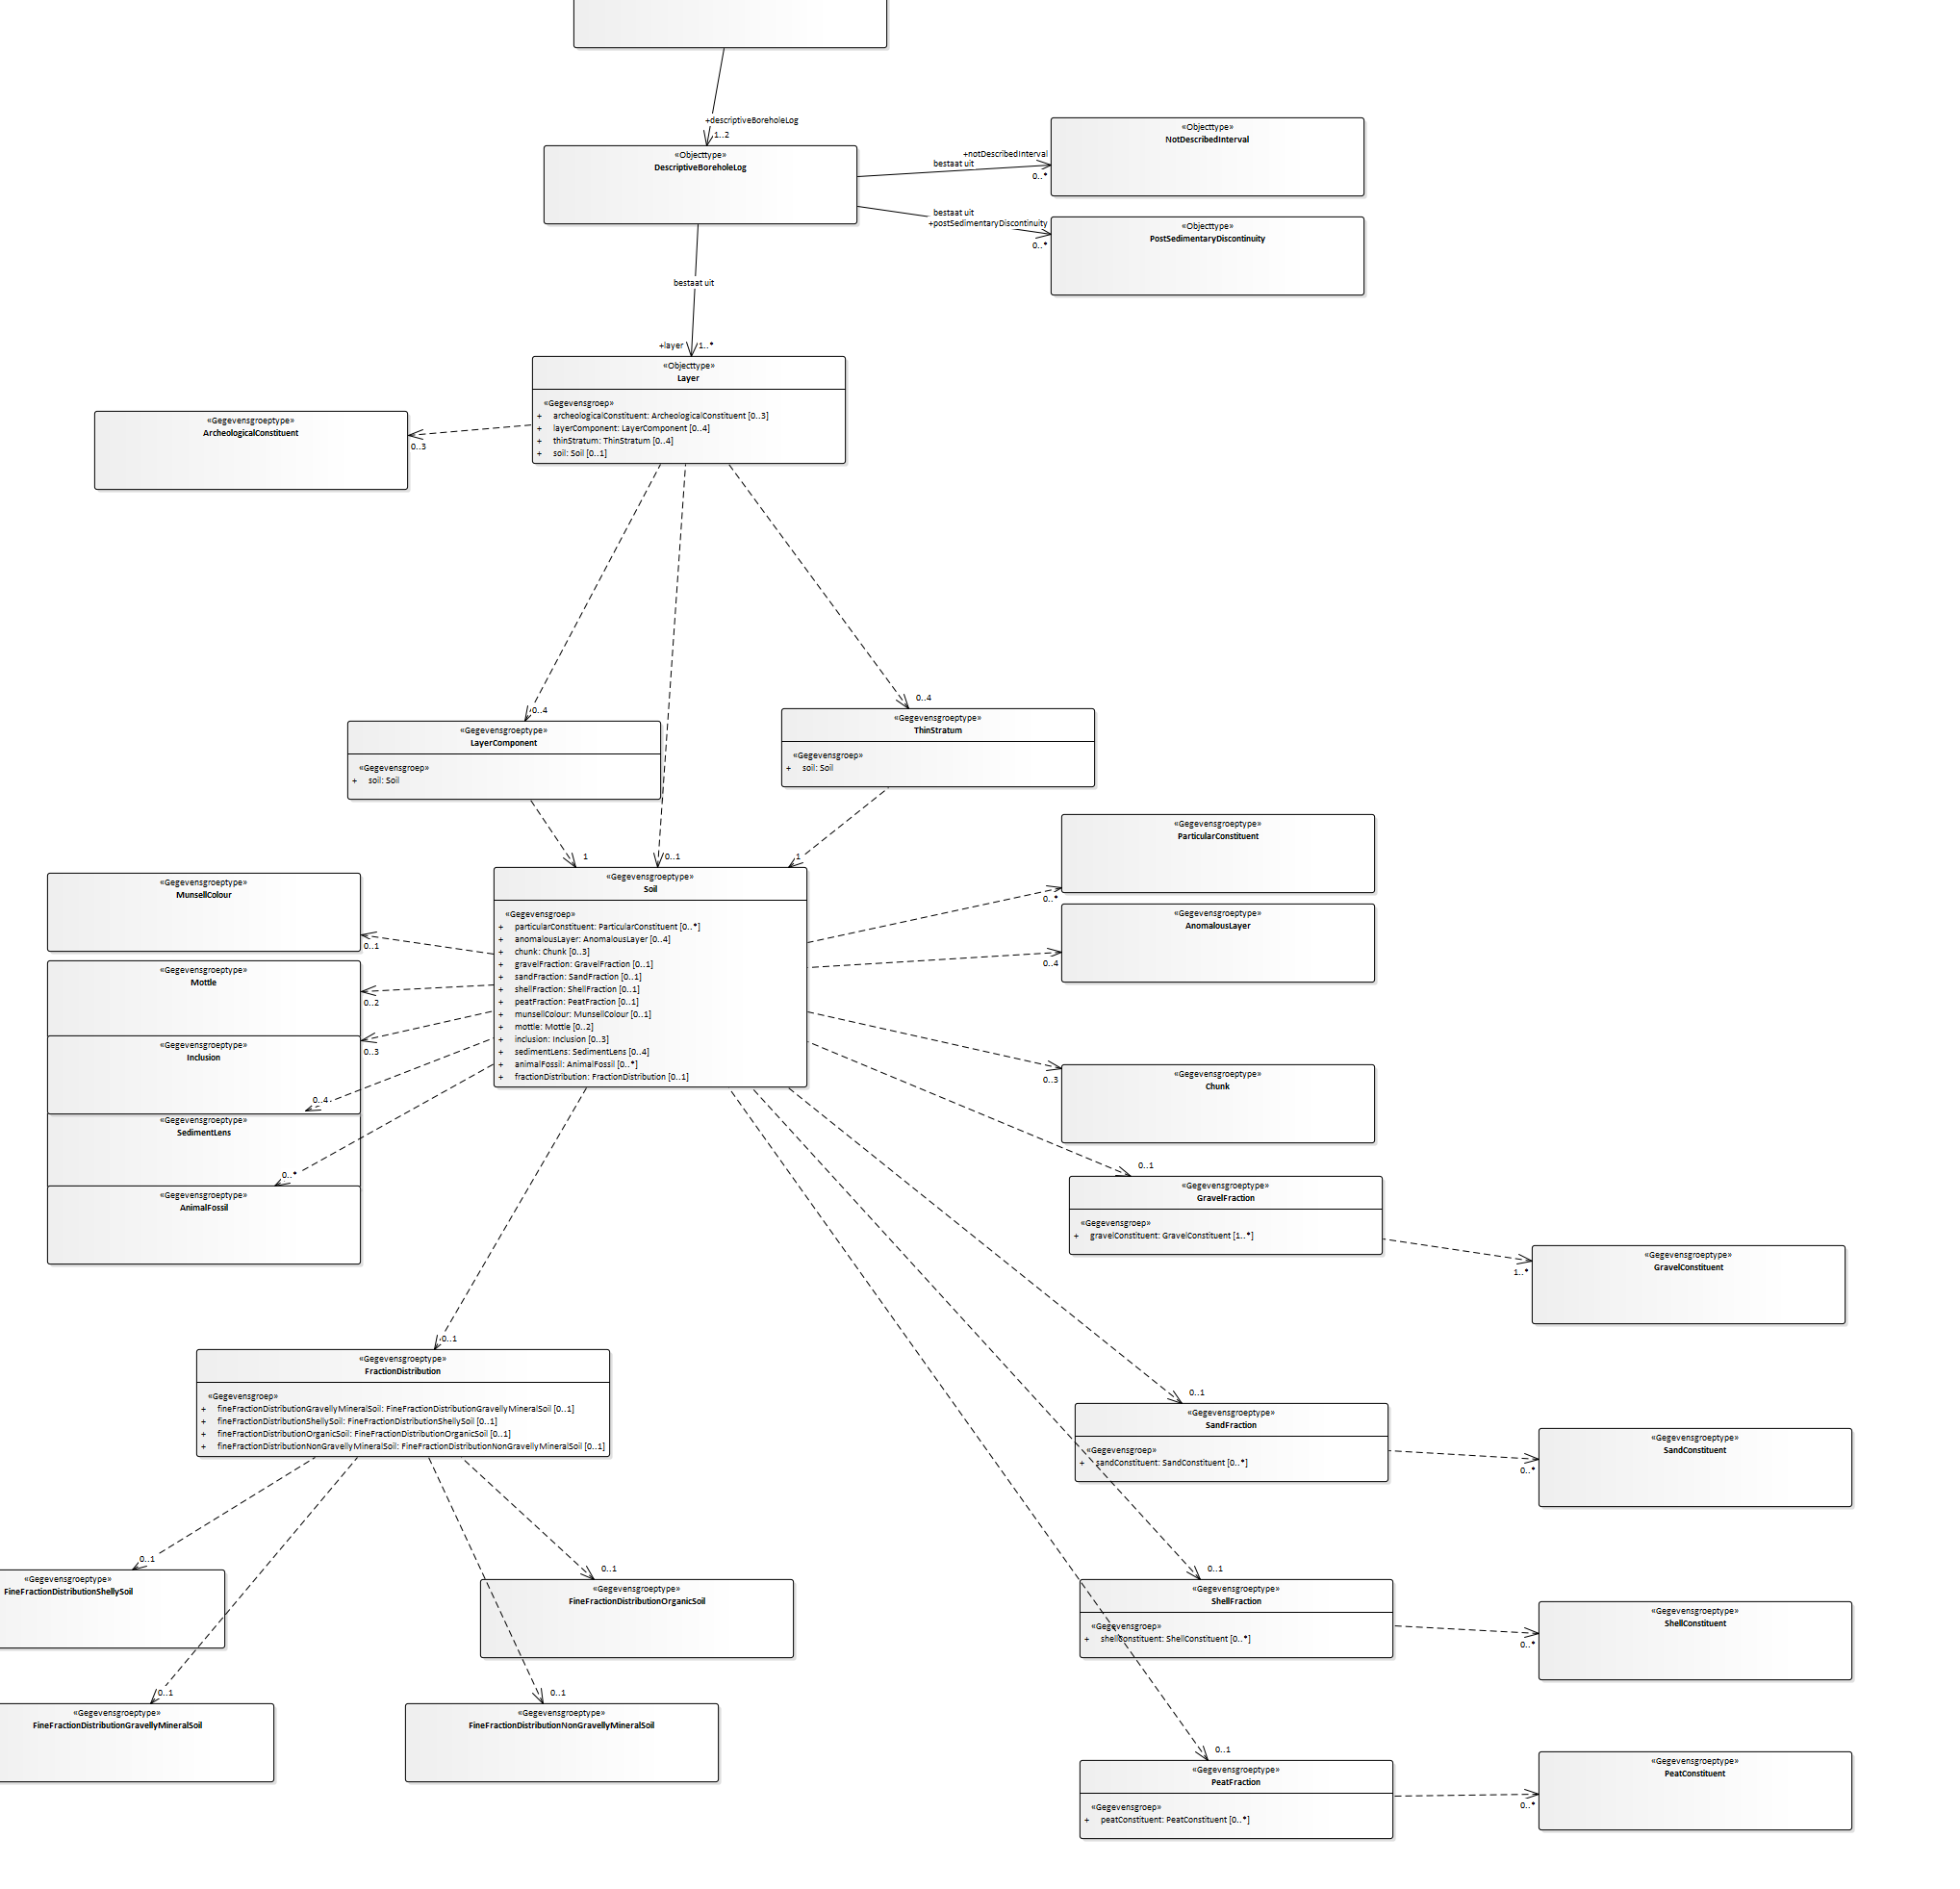 +descriptiveBoreholeLog
1..2
«Objecttype»
DescriptiveBoreholeLog
«Objecttype»
NotDescribedInterval
+notDescribedInterval
bestaat uit
0..*
bestaat uit
+postSedimentaryDiscontinuity
0..*
«Objecttype»
PostSedimentaryDiscontinuity
bestaat uit
+layer
1..*
«Objecttype»
Layer
«Gegevensgroep»
+ archeologicalConstituent: ArcheologicalConstituent [0..3]
+ layerComponent: LayerComponent [0..4]
+ thinStratum: ThinStratum [0..4]
+ soil: Soil [0..1]
«Gegevensgroeptype»
ArcheologicalConstituent
0..3
0..4
0..4
«Gegevensgroeptype»
LayerComponent
«Gegevensgroep»
+ soil: Soil
«Gegevensgroeptype»
ThinStratum
«Gegevensgroep»
+ soil: Soil
1
0..1
1
«Gegevensgroeptype»
Soil
«Gegevensgroep»
+ particularConstituent: ParticularConstituent [0..*]
+ anomalousLayer: AnomalousLayer [0..4]
+ chunk: Chunk [0..3]
+ gravelFraction: GravelFraction [0..1]
+ sandFraction: SandFraction [0..1]
+ shellFraction: ShellFraction [0..1]
+ peatFraction: PeatFraction [0..1]
+ munsellColour: MunsellColour [0..1]
+ mottle: Mottle [0..2]
+ inclusion: Inclusion [0..3]
+ sedimentLens: SedimentLens [0..4]
+ animalFossil: AnimalFossil [0..*]
+ fractionDistribution: FractionDistribution [0..1]
«Gegevensgroeptype»
MunsellColour
0..1
«Gegevensgroeptype»
Mottle
0..2
«Gegevensgroeptype»
Inclusion
0..3
0..4
«Gegevensgroeptype»
SedimentLens
0..*
«Gegevensgroeptype»
AnimalFossil
«Gegevensgroeptype»
ParticularConstituent
0..*
«Gegevensgroeptype»
AnomalousLayer
0..4
«Gegevensgroeptype»
Chunk
0..3
0..1
«Gegevensgroeptype»
GravelFraction
«Gegevensgroep»
+ gravelConstituent: GravelConstituent [1..*]
«Gegevensgroeptype»
GravelConstituent
1..*
0..1
«Gegevensgroeptype»
FractionDistribution
«Gegevensgroep»
+ fineFractionDistributionGravellyMineralSoil: FineFractionDistributionGravellyMineralSoil [0..1]
+ fineFractionDistributionShellySoil: FineFractionDistributionShellySoil [0..1]
+ fineFractionDistributionOrganicSoil: FineFractionDistributionOrganicSoil [0..1]
+ fineFractionDistributionNonGravellyMineralSoil: FineFractionDistributionNonGravellyMineralSoil [0..1]
0..1
«Gegevensgroeptype»
SandFraction
«Gegevensgroep»
+ sandConstituent: SandConstituent [0..*]
«Gegevensgroeptype»
SandConstituent
0..*
0..1
«Gegevensgroeptype»
FineFractionDistributionShellySoil
0..1
«Gegevensgroeptype»
FineFractionDistributionOrganicSoil
0..1
«Gegevensgroeptype»
ShellFraction
«Gegevensgroep»
+ shellConstituent: ShellConstituent [0..*]
«Gegevensgroeptype»
ShellConstituent
0..*
0..1
«Gegevensgroeptype»
FineFractionDistributionGravellyMineralSoil
0..1
«Gegevensgroeptype»
FineFractionDistributionNonGravellyMineralSoil
0..1
«Gegevensgroeptype»
PeatFraction
«Gegevensgroep»
+ peatConstituent: PeatConstituent [0..*]
«Gegevensgroeptype»
PeatConstituent
0..*